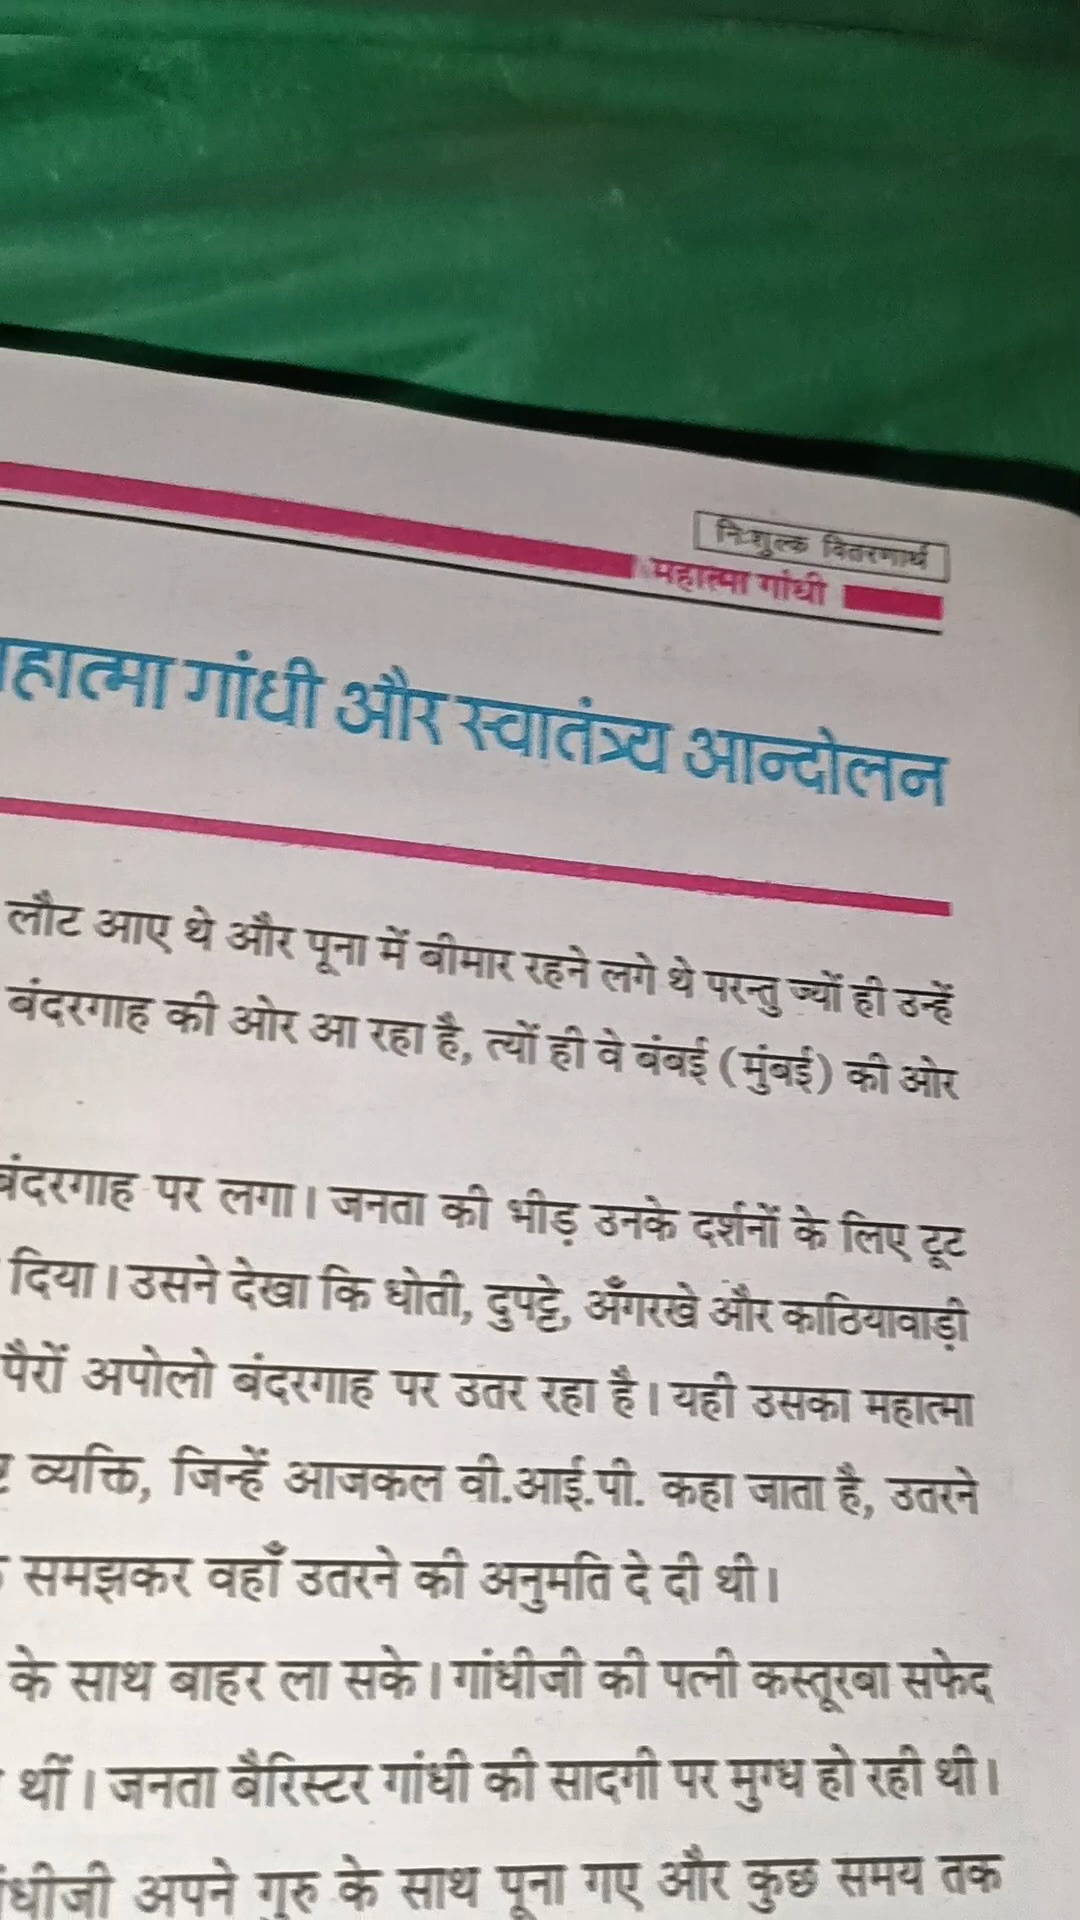 निःशुल्क वितरणार्थ
महात्मा गांधी
महात्मा गांधी और स्वातंत्र्य आन्दोलन
लौट आए थे और पूना में बीमार रहने लगे थे परन्तु ज्यों ही उन्हें
बंदरगाह की ओर आ रहा है, त्यों ही वे बंबई (मुंबई) की ओर
बंदरगाह पर लगा। जनता की भीड़ उनके दर्शनों के लिए टूट
दिया। उसने देखा कि धोती, दुपट्टे, अँगरखे और काठियावाड़ी
पैरों अपोलो बंदरगाह पर उतर रहा है। यही उसका महात्मा
व्यक्ति, जिन्हें आजकल वी.आई.पी. कहा जाता है, उतरने
समझकर वहाँ उतरने की अनुमति दे दी थी।
के साथ बाहर ला सके। गांधीजी की पत्नी कस्तूरबा सफेद
थीं। जनता बैरिस्टर गांधी की सादगी पर मुग्ध हो रही थी।
गांधीजी अपने गुरु के साथ पूना गए और कुछ समय तक